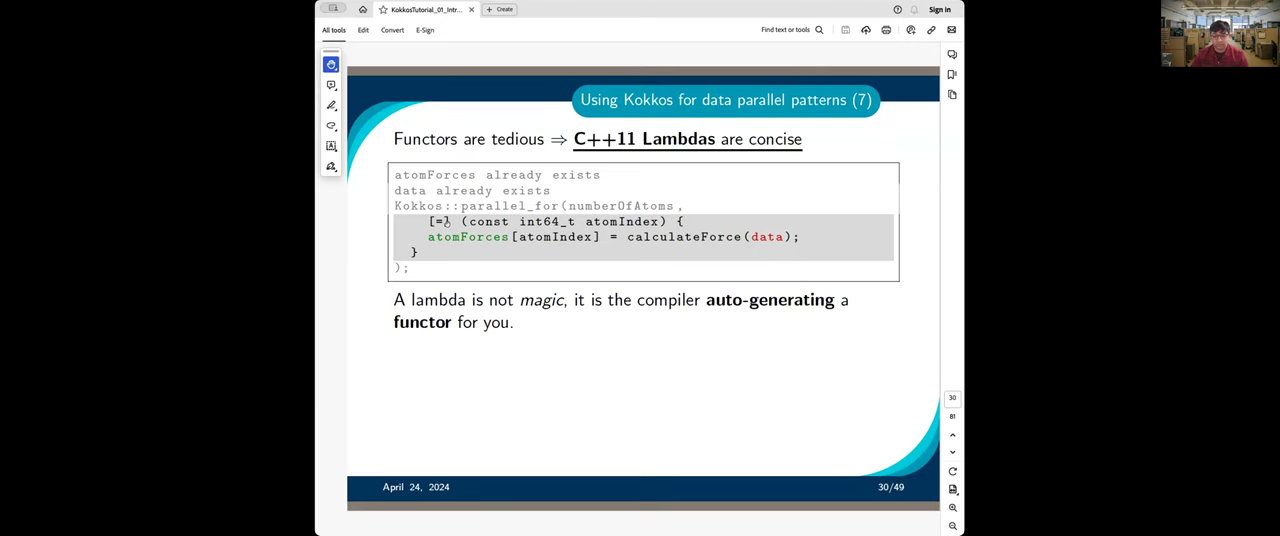 KokkosTutorial_01_Intr...
Create
Sign in
All tools
Edit
Convert
E-Sign
Find text or tools
Using Kokkos for data parallel patterns (7)
Functors are tedious ⇒ C++11 Lambdas are concise
atomForces already exists
data already exists
Kokkos::parallel_for(numberOfAtoms,
[=] (const int64_t atomIndex) {
atomForces[atomIndex] = calculateForce(data);
}
);
A lambda is not magic, it is the compiler auto-generating a
functor for you.
30
81
April 24, 2024
30/49